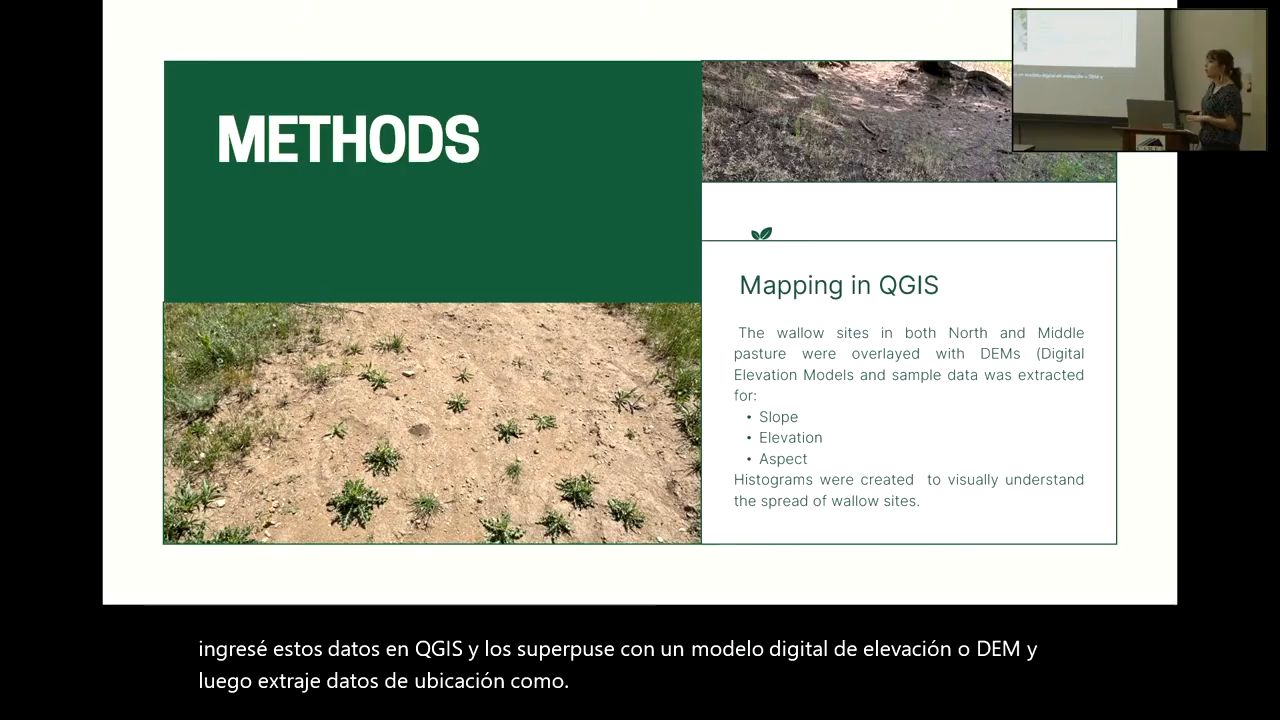 METHODS
Mapping in QGIS
The wallow sites in both North and Middle
pasture were overlayed with DEMs (Digital
Elevation Models and sample data was extracted
for:
• Slope
• Elevation
• Aspect
Histograms were created to visually understand
the spread of wallow sites.
ingresé estos datos en QGIS y los superpuse con un modelo digital de elevación o DEM y
luego extraje datos de ubicación como.